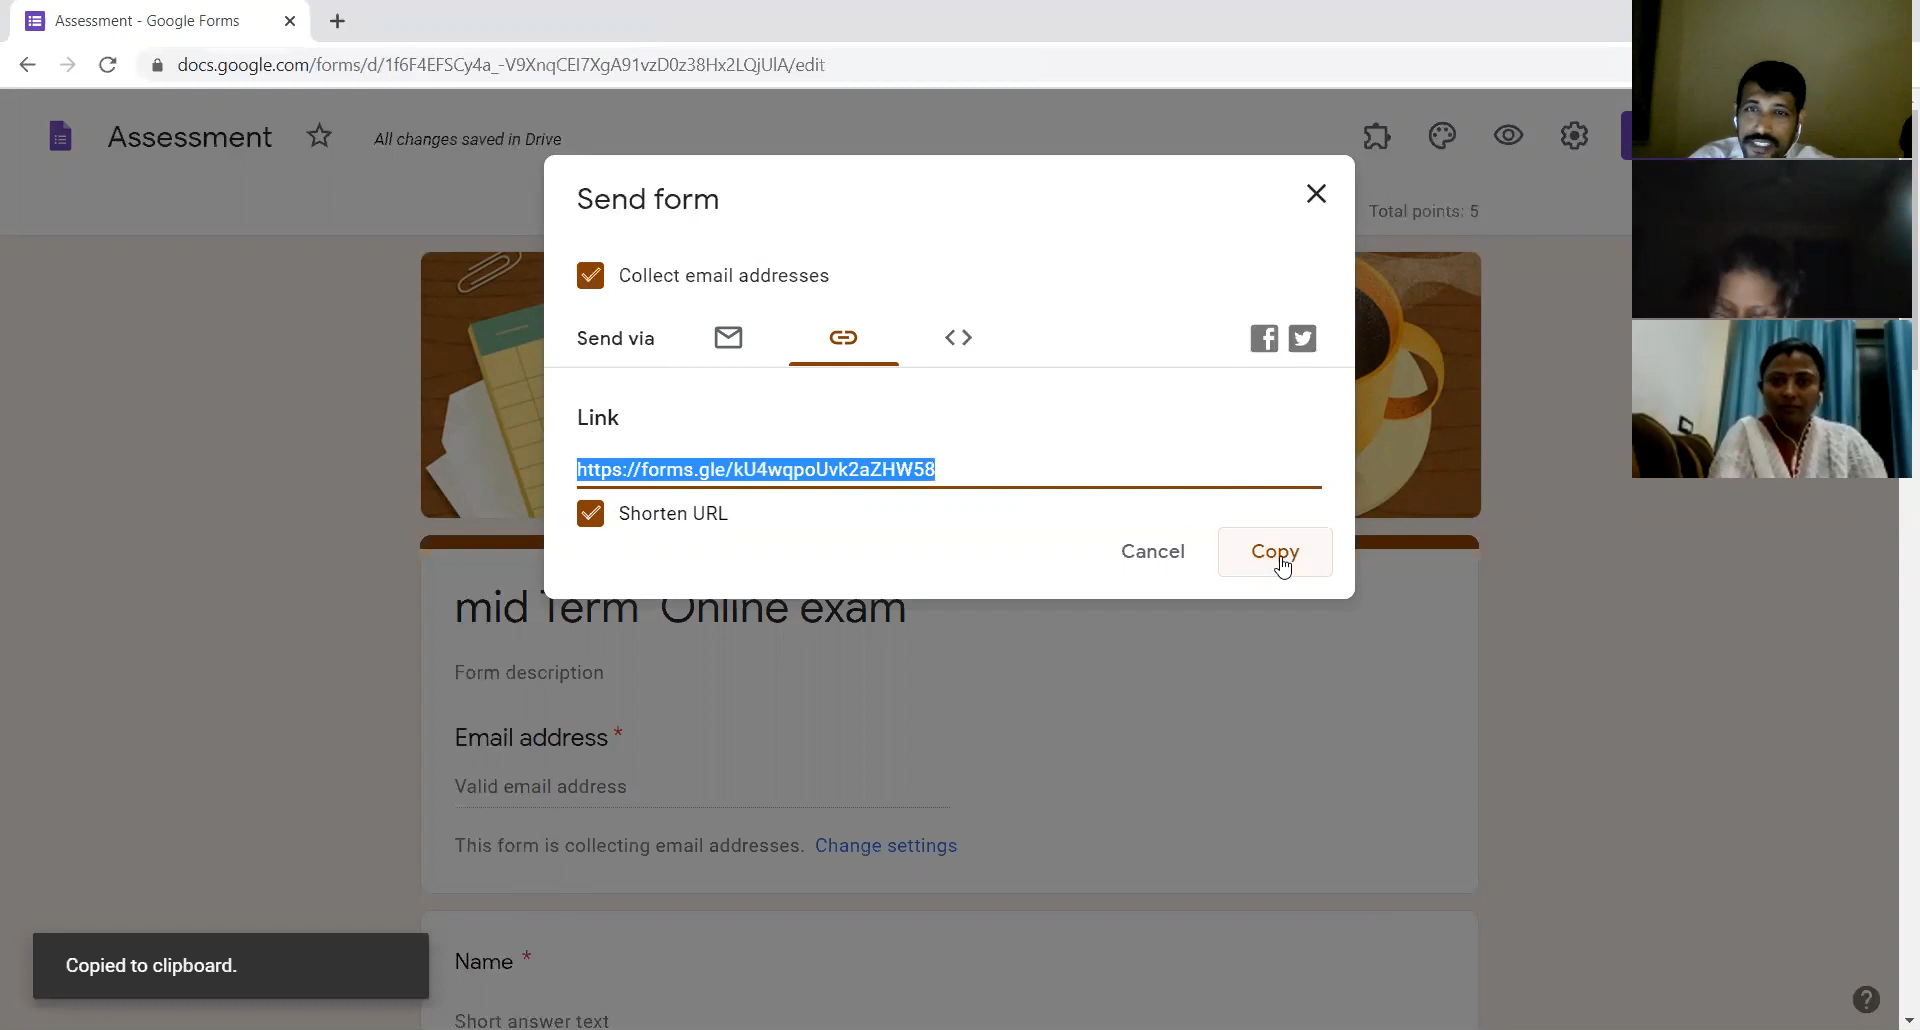 Assessment - Google Forms
docs.google.com/forms/d/1f6F4EFSCy4a_-V9XnqCEI7XgA91vzD0z38Hx2LQjUIA/edit
Assessment
All changes saved in Drive
Total points: 5
Send form
Collect email addresses
Send via
Link
https://forms.gle/kU4wqpoUvk2aZHW58
Shorten URL
Cancel
Copy
mid Term Online exam
Form description
Email address *
Valid email address
This form is collecting email addresses. Change settings
Name *
Short answer text
Copied to clipboard.